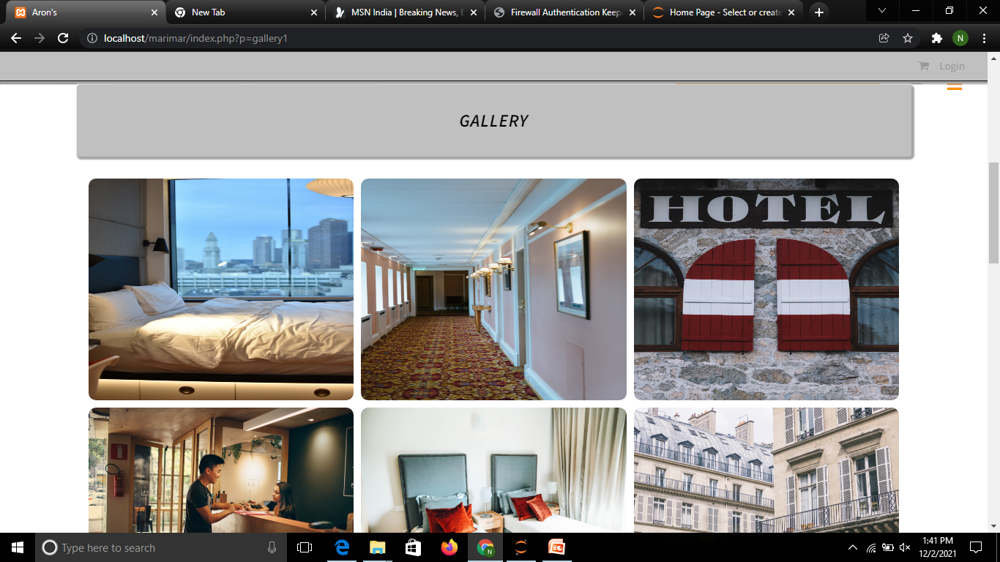 Aron's
New Tab
MSN India | Breaking News, E
Firewall Authentication Keep
Home Page - Select or create
localhost/marimar/index.php?p=gallery1
N
Login
GALLERY
HOTEL
Type here to search
N
1:41 PM
12/2/2021